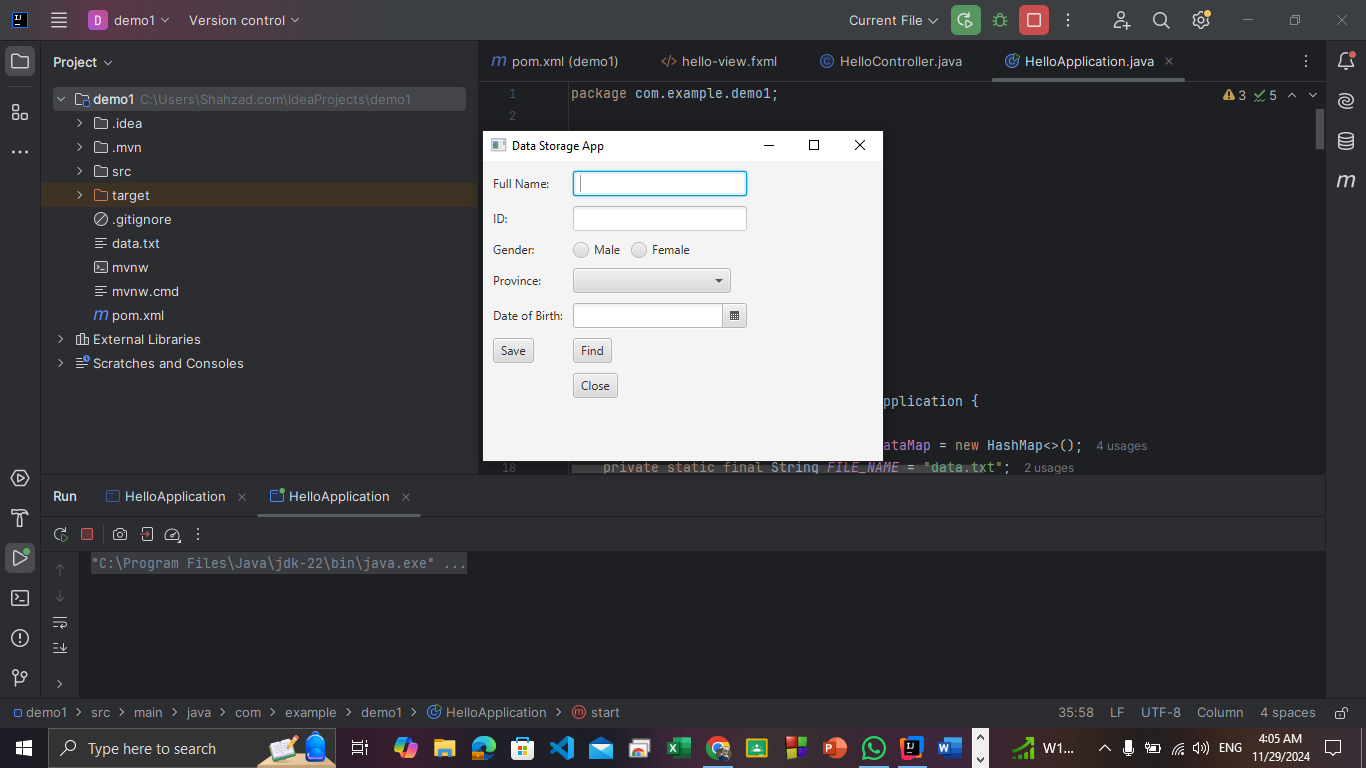 D demo1 Version control Current File
Project
pom.xml (demo1) hello-view.fxml HelloController.java HelloApplication.java
demo1 C:\Users\Shahzad.com\IdeaProjects\demo1
.idea
.mvn
src
target
.gitignore
data.txt
mvnw
mvnw.cmd
m pom.xml
External Libraries
Scratches and Consoles
1 package com.example.demo1;
2
3 5
Data Storage App
Full Name:
ID:
Gender: Male Female
Province:
Date of Birth:
Save Find
Close
pplication {
ataMap = new HashMap<>(); 4 usages
18 private static final String FILE_NAME = "data.txt"; 2 usages
Run HelloApplication HelloApplication
"C:\Program Files\Java\jdk-22\bin\java.exe" ...
demo1 > src > main > java > com > example > demo1 > HelloApplication > start 35:58 LF UTF-8 Column 4 spaces
Type here to search W1... ENG 4:05 AM
11/29/2024